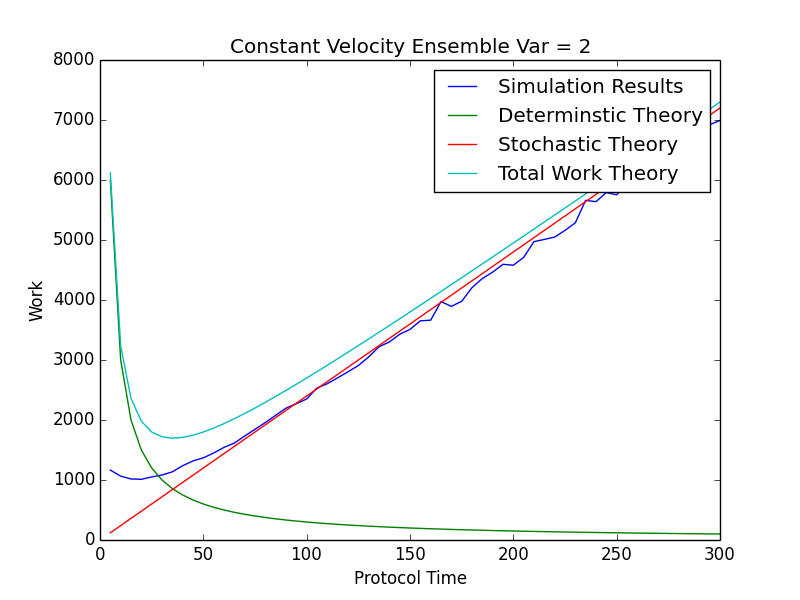 Constant Velocity Ensemble Var = 2
8000
7000
6000
5000
4000
3000
2000
1000
0
Work
Simulation Results
Determinstic Theory
Stochastic Theory
Total Work Theory
0 50 100 150 200 250 300
Protocol Time